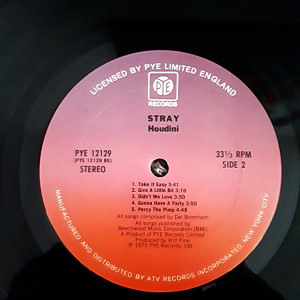 LICENSED BY PYE LIMITED ENGLAND
PYE
RECORDS
STRAY
Houdini
PYE 12129
(PYE 12129 BS)
STEREO
33⅓ RPM
SIDE 2
1. Take It Easy 3:41
2. Give A Little Bit 3:10
3. Didn't We Love 3:50
4. Gonna Have A Party 3:50
5. Percy The Pimp 4:48
All songs composed by Del Bromham
All songs published by
Beechwood Music Corporation (BMI)
A Product of PYE Records Limited
Produced by Wilf Pine
℗ 1975 PYE Records Ltd
MANUFACTURED AND DISTRIBUTED BY ATV RECORDS INCORPORATED, NEW YORK CITY